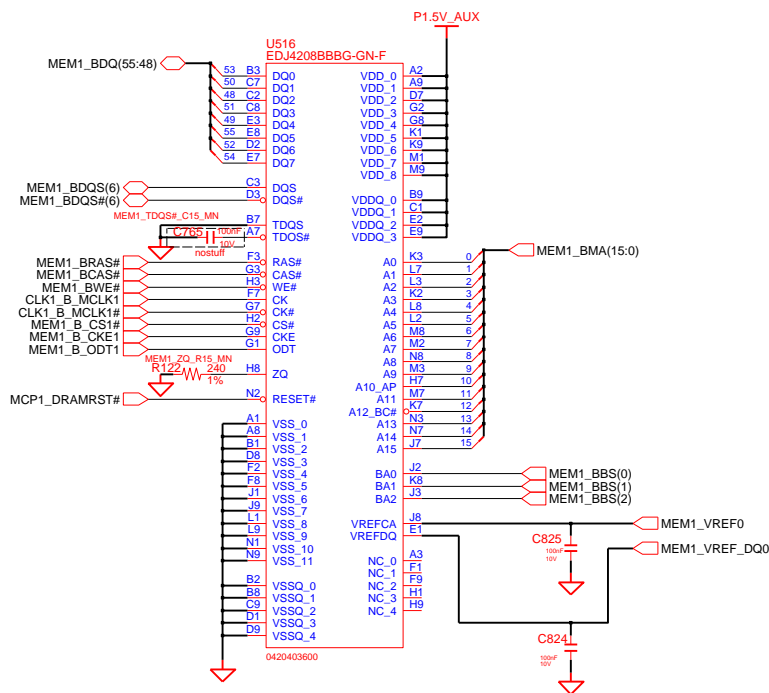 P1.5V_AUX
U516
EDJ4208BBBG-GN-F
MEM1_BDQ(55:48)
53 B3 DQ0
50 C7 DQ1
48 C2 DQ2
51 C8 DQ3
49 E3 DQ4
55 E8 DQ5
52 D2 DQ6
54 E7 DQ7
VDD_0 A2
VDD_1 A9
VDD_2 D7
VDD_3 G2
VDD_4 G8
VDD_5 K1
VDD_6 K9
VDD_7 M1
VDD_8 M9
MEM1_BDQS(6) C3 DQS
MEM1_BDQS#(6) D3 DQS#
VDDQ_0 B9
VDDQ_1 C1
VDDQ_2 E2
VDDQ_3 E9
MEM1_TDQS#_C15_MN
B7 TDQS
C765 100nF A7 TDOS#
10V
nostuff
MEM1_BRAS# F3 RAS#
MEM1_BCAS# G3 CAS#
MEM1_BWE# H3 WE#
CLK1_B_MCLK1 F7 CK
CLK1_B_MCLK1# G7 CK#
MEM1_B_CS1# H2 CS#
MEM1_B_CKE1 G9 CKE
MEM1_B_ODT1 G1 ODT
MEM1_BMA(15:0)
A0 K3 0
A1 L7 1
A2 L3 2
A3 K2 3
A4 L8 4
A5 L2 5
A6 M8 6
A7 M2 7
A8 N8 8
A9 M3 9
A10_AP H7 10
A11 M7 11
A12_BC# K7 12
A13 N3 13
A14 N7 14
A15 J7 15
MEM1_ZQ_R15_MN
R122 240 H8 ZQ
1%
MCP1_DRAMRST# N2 RESET#
A1 VSS_0
A8 VSS_1
B1 VSS_2
D8 VSS_3
F2 VSS_4
F8 VSS_5
J1 VSS_6
J9 VSS_7
L1 VSS_8
L9 VSS_9
N1 VSS_10
N9 VSS_11
B2 VSSQ_0
B8 VSSQ_1
C9 VSSQ_2
D1 VSSQ_3
D9 VSSQ_4
BA0 J2 MEM1_BBS(0)
BA1 K8 MEM1_BBS(1)
BA2 J3 MEM1_BBS(2)
VREFCA J8 MEM1_VREF0
VREFDQ E1 MEM1_VREF_DQ0
C825
100nF
10V
NC_0 A3
NC_1 F1
NC_2 F9
NC_3 H1
NC_4 H9
C824
100nF
10V
0420403600